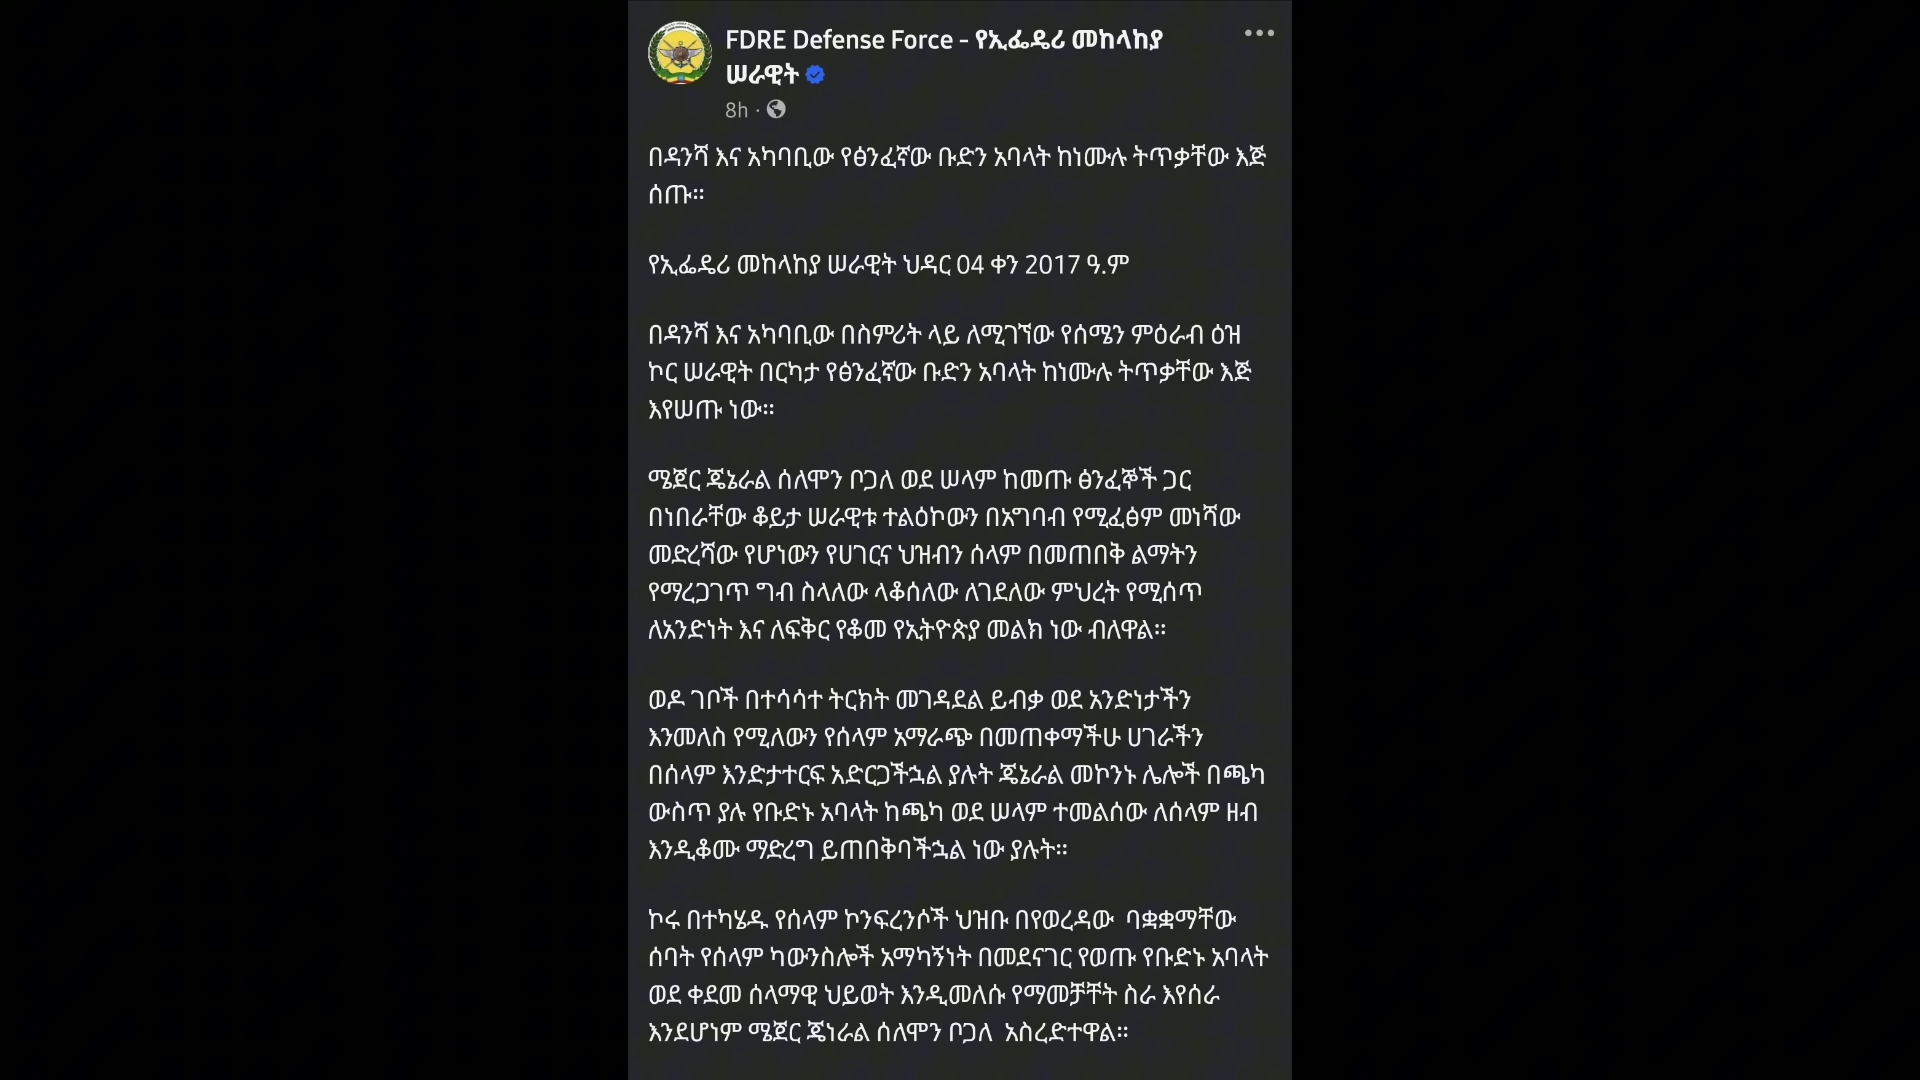 FDRE Defense Force - የኢፌዴሪ መከላከያ
ሠራዊት
8h ·
በዳንሻ እና አካባቢው የፅንፈኛው ቡድን አባላት ከነሙሉ ትጥቃቸው እጅ
ሰጡ።
የኢፌዴሪ መከላከያ ሠራዊት ህዳር 04 ቀን 2017 ዓ.ም
በዳንሻ እና አካባቢው በስምሪት ላይ ለሚገኘው የሰሜን ምዕራብ ዕዝ
ኮር ሠራዊት በርካታ የፅንፈኛው ቡድን አባላት ከነሙሉ ትጥቃቸው እጅ
እየሠጡ ነው።
ሜጀር ጄኔራል ሰለሞን ቦጋለ ወደ ሠላም ከመጡ ፅንፈኞች ጋር
በነበራቸው ቆይታ ሠራዊቱ ተልዕኮውን በአግባብ የሚፈፅም መነሻው
መድረሻው የሆነውን የሀገርና ህዝብን ሰላም በመጠበቅ ልማትን
የማረጋገጥ ግብ ስላለው ላቆሰለው ለገደለው ምህረት የሚሰጥ
ለአንድነት እና ለፍቅር የቆመ የኢትዮጵያ መልክ ነው ብለዋል።
ወዶ ገቦች በተሳሳተ ትርክት መገዳደል ይብቃ ወደ አንድነታችን
እንመለስ የሚለውን የሰላም አማራጭ በመጠቀማችሁ ሀገራችን
በሰላም እንድታተርፍ አድርጋችኋል ያሉት ጄኔራል መኮንኑ ሌሎች በጫካ
ውስጥ ያሉ የቡድኑ አባላት ከጫካ ወደ ሠላም ተመልሰው ለሰላም ዘብ
እንዲቆሙ ማድረግ ይጠበቅባችኋል ነው ያሉት።
ኮሩ በተካሄዱ የሰላም ኮንፍረንሶች ህዝቡ በየወረዳው ባቋቋማቸው
ሰባት የሰላም ካውንስሎች አማካኝነት በመደናገር የወጡ የቡድኑ አባላት
ወደ ቀደመ ሰላማዊ ህይወት እንዲመለሱ የማመቻቸት ስራ እየሰራ
እንደሆነም ሜጀር ጄነራል ሰለሞን ቦጋለ አስረድተዋል።